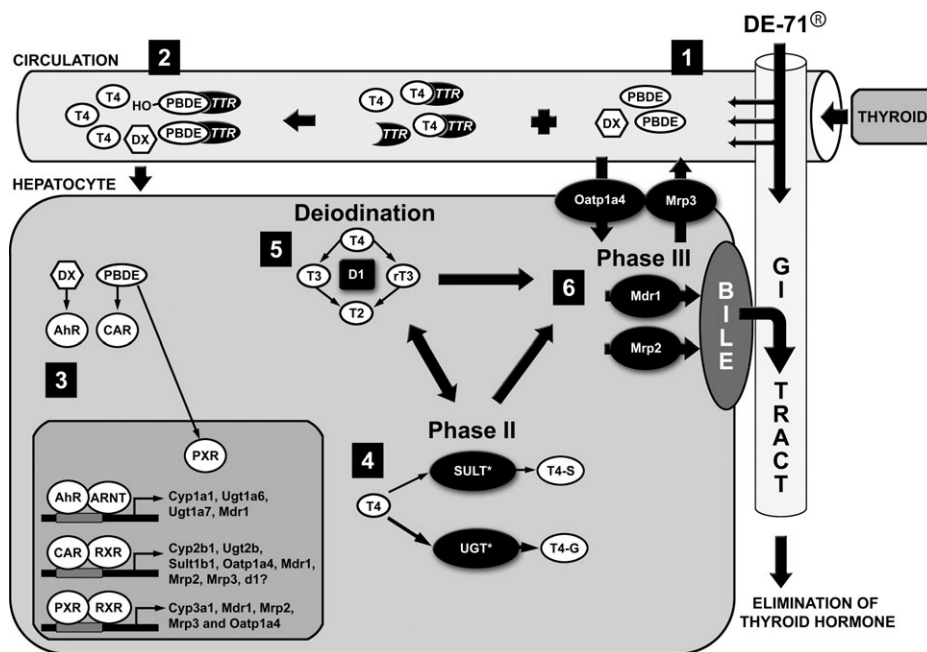 DE-71®
CIRCULATION
2
1
T4
T4
T4
HO
PBDE
TTR
DX
PBDE
TTR
T4
T4
TTR
TTR
T4
TTR
PBDE
DX
PBDE
THYROID
HEPATOCYTE
Oatp1a4
Mrp3
Deiodination
5
T4
T3
D1
rT3
T2
Phase III
6
Mdr1
Mrp2
BILE
GI TRACT
DX
PBDE
AhR
CAR
3
PXR
Phase II
4
SULT*
T4-S
T4
UGT*
T4-G
AhR
ARNT
Cyp1a1, Ugt1a6,
Ugt1a7, Mdr1
CAR
RXR
Cyp2b1, Ugt2b,
Sult1b1, Oatp1a4, Mdr1,
Mrp2, Mrp3, d1?
PXR
RXR
Cyp3a1, Mdr1, Mrp2,
Mrp3 and Oatp1a4
ELIMINATION OF
THYROID HORMONE